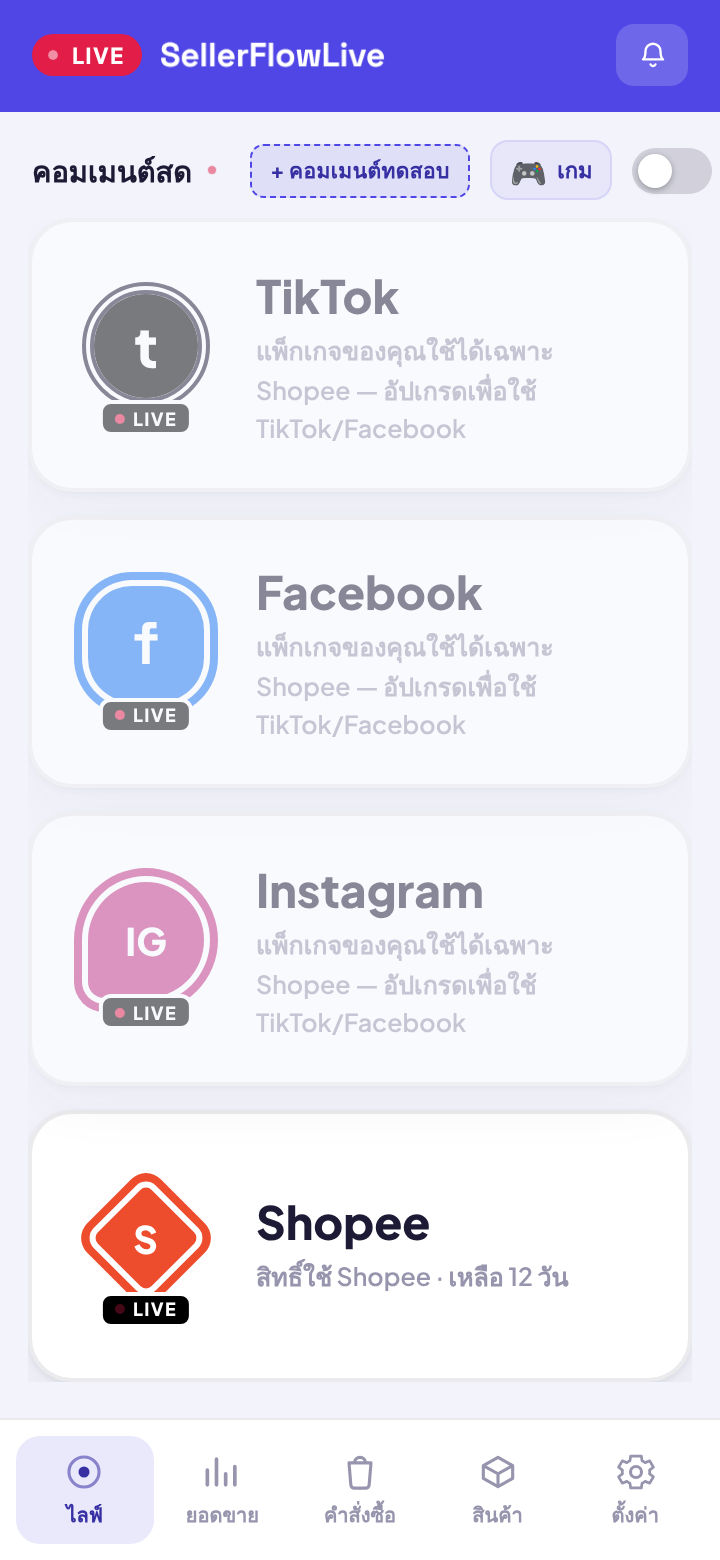 LIVE SellerFlowLive
คอมเมนต์สด + คอมเมนต์ทดสอบ 🎮 เกม
t
LIVE
TikTok
แพ็กเกจของคุณใช้ได้เฉพาะ
Shopee — อัปเกรดเพื่อใช้
TikTok/Facebook
f
LIVE
Facebook
แพ็กเกจของคุณใช้ได้เฉพาะ
Shopee — อัปเกรดเพื่อใช้
TikTok/Facebook
IG
LIVE
Instagram
แพ็กเกจของคุณใช้ได้เฉพาะ
Shopee — อัปเกรดเพื่อใช้
TikTok/Facebook
S
LIVE
Shopee
สิทธิ์ใช้ Shopee · เหลือ 12 วัน
ไลฟ์ ยอดขาย คำสั่งซื้อ สินค้า ตั้งค่า